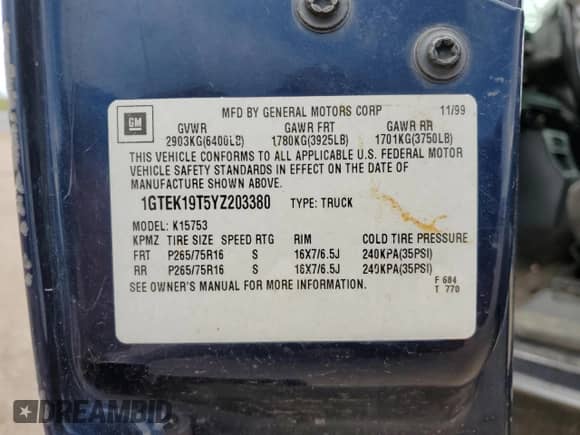 MFD BY GENERAL MOTORS CORP 11/99
GM
GVWR GAWR FRT GAWR RR
2903KG(6400LB) 1780KG(3925LB) 1701KG(3750LB)
THIS VEHICLE CONFORMS TO ALL APPLICABLE U.S. FEDERAL MOTOR
VEHICLE SAFETY STANDARDS IN EFFECT ON THE DATE OF
MANUFACTURE SHOWN ABOVE.
1GTEK19T5YZ203380 TYPE: TRUCK
MODEL: K15753
KPMZ TIRE SIZE SPEED RTG RIM COLD TIRE PRESSURE
FRT P265/75R16 S 16X7/6.5J 240KPA(35PSI)
RR P265/75R16 S 16X7/6.5J 240KPA(35PSI)
SEE OWNER'S MANUAL FOR MORE INFORMATION.
F 684
T 770
DREAMBID